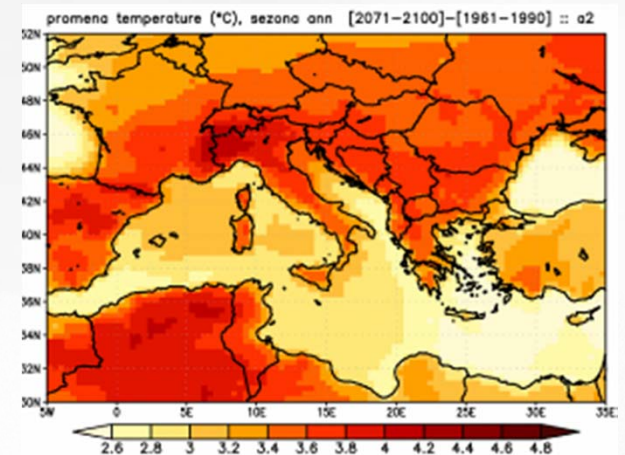 promena temperature (°C), sezona ann [2071–2100]–[1961–1990] :: a2
52N
50N
48N
46N
44N
42N
40N
38N
36N
34N
32N
30N
5W 0 5E 10E 15E 20E 25E 30E 35E
2.6 2.8 3 3.2 3.4 3.6 3.8 4 4.2 4.4 4.6 4.8